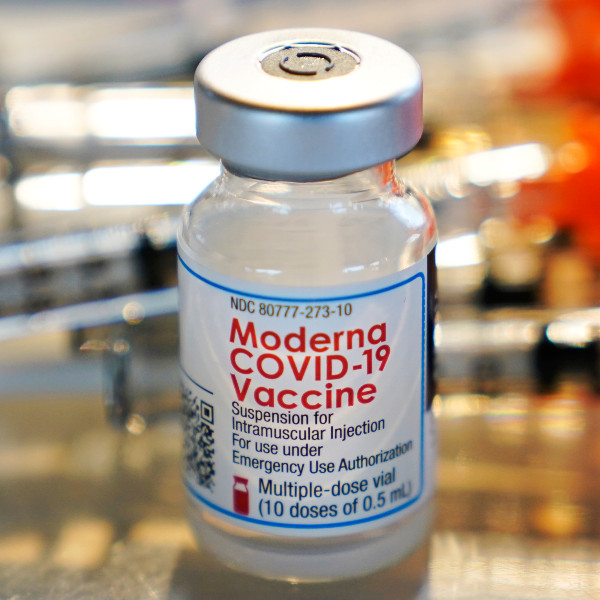 NDC 80777-273-10
Moderna
COVID-19
Vaccine
Suspension for
Intramuscular Injection
For use under
Emergency Use Authorization
Multiple-dose vial
(10 doses of 0.5 mL)